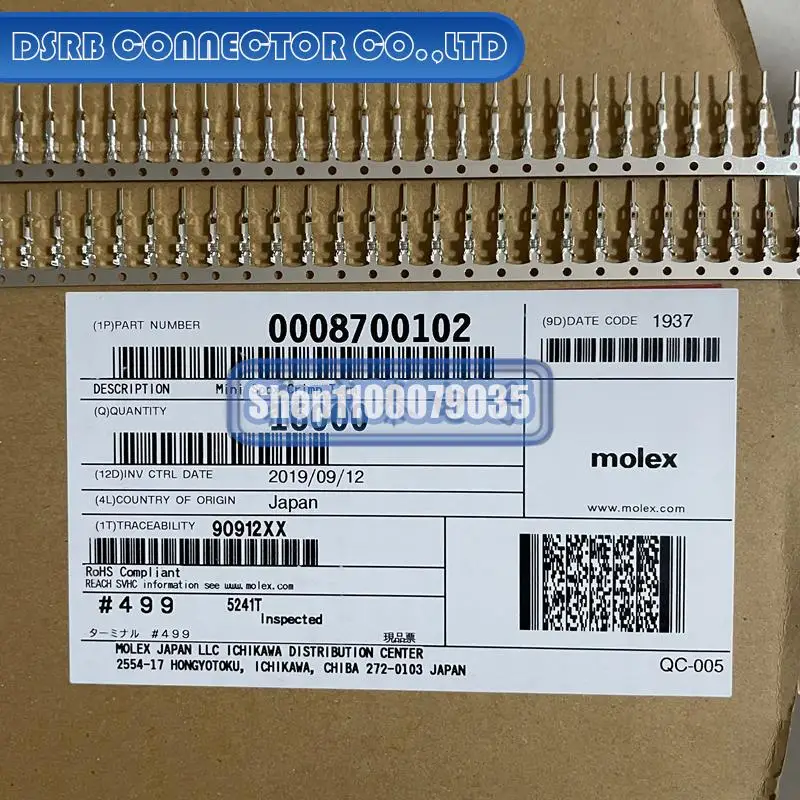 DSRB CONNECTOR CO.,LTD
(1P)PART NUMBER 0008700102
(9D)DATE CODE 1937
DESCRIPTION Mini Crimp
Shop1100079035
(Q)QUANTITY
molex
(12D)INV CTRL DATE 2019/09/12
(4L)COUNTRY OF ORIGIN Japan
www.molex.com
(1T)TRACEABILITY 90912XX
RoHS Compliant
REACH SVHC information see www.molex.com
#499 5241T
Inspected
ターミナル #499 現品票
MOLEX JAPAN LLC ICHIKAWA DISTRIBUTION CENTER
2554-17 HONGYOTOKU, ICHIKAWA, CHIBA 272-0103 JAPAN
QC-005